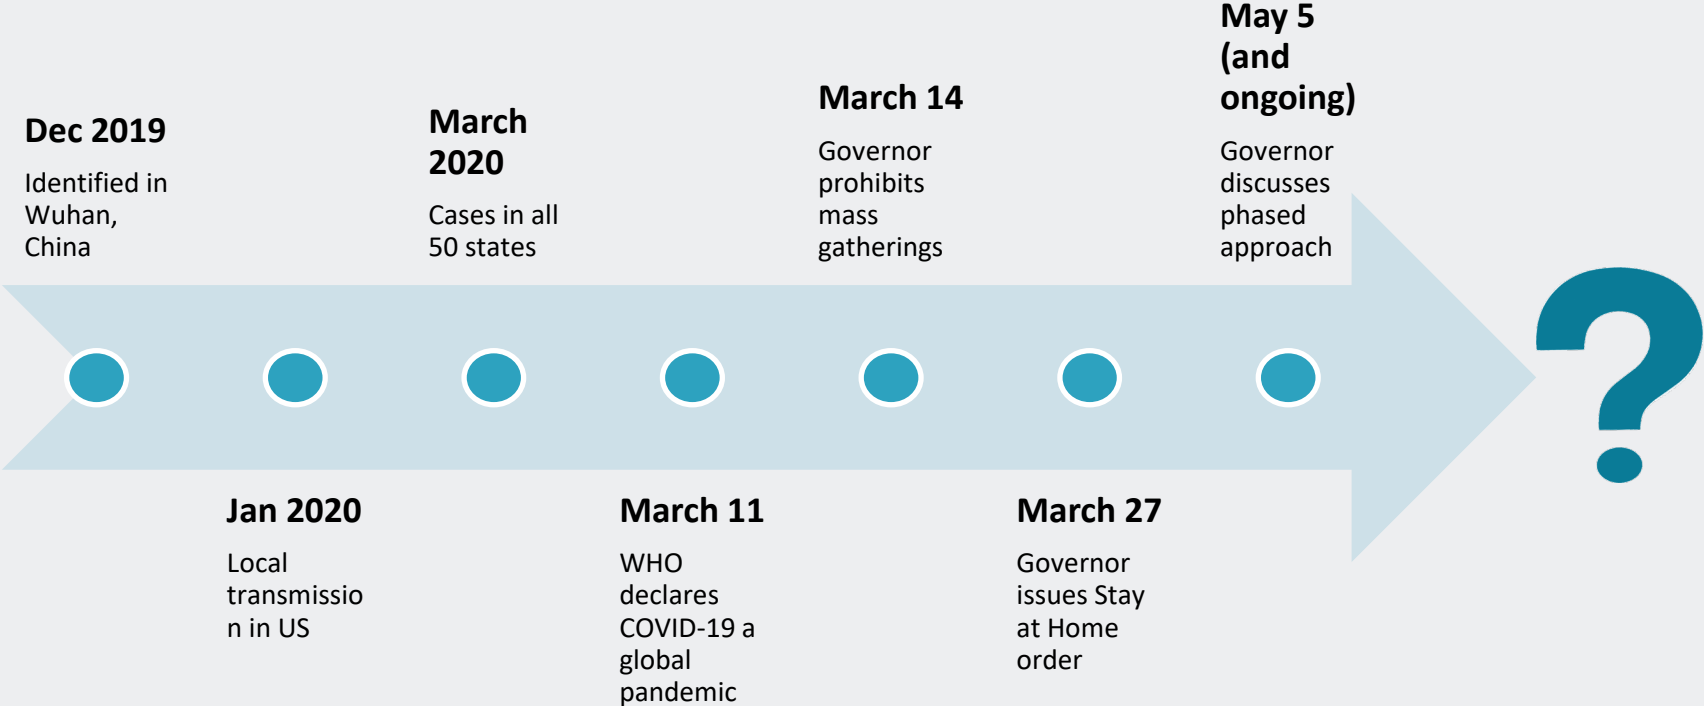 Dec 2019
Identified in
Wuhan,
China
Jan 2020
Local
transmissio
n in US
March
2020
Cases in all
50 states
March 11
WHO
declares
COVID-19 a
global
pandemic
March 14
Governor
prohibits
mass
gatherings
March 27
Governor
issues Stay
at Home
order
May 5
(and
ongoing)
Governor
discusses
phased
approach
?